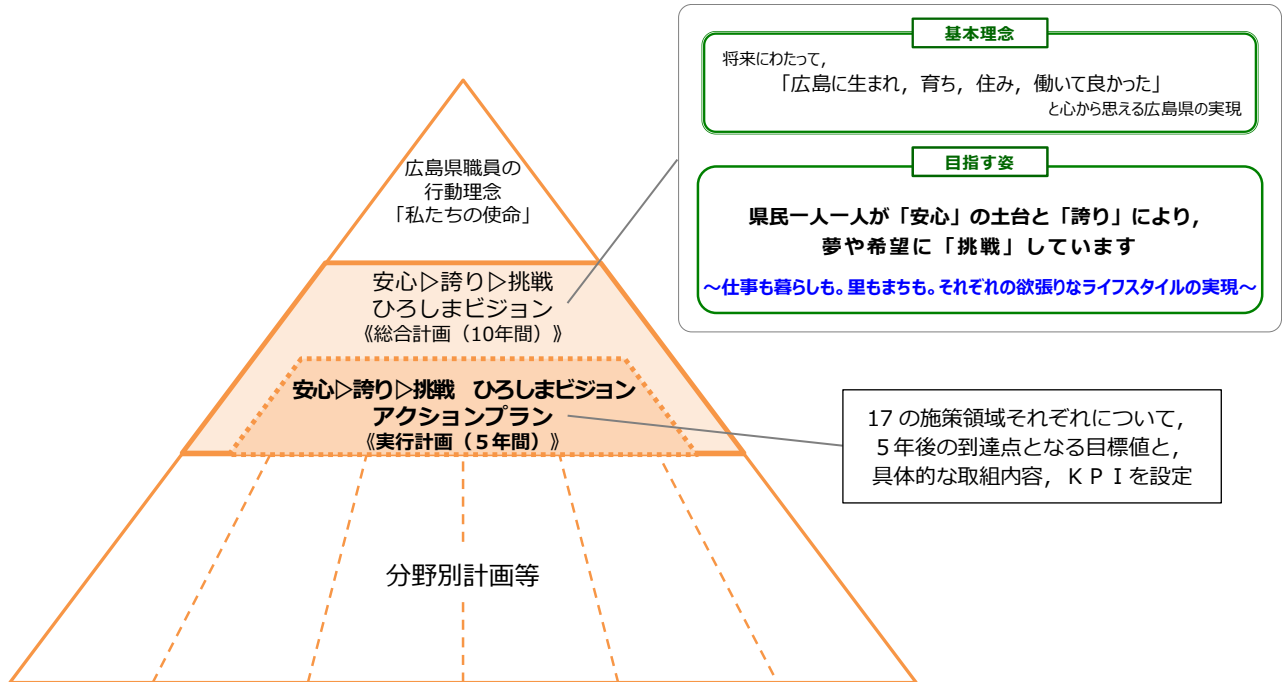 広島県職員の
行動理念
「私たちの使命」
安心▷誇り▷挑戦
ひろしまビジョン
《総合計画（10年間）》
安心▷誇り▷挑戦　ひろしまビジョン
アクションプラン
《実行計画（５年間）》
分野別計画等
基本理念
将来にわたって，
「広島に生まれ，育ち，住み，働いて良かった」
と心から思える広島県の実現
目指す姿
県民一人一人が「安心」の土台と「誇り」により，
夢や希望に「挑戦」しています
～仕事も暮らしも。里もまちも。それぞれの欲張りなライフスタイルの実現～
17 の施策領域それぞれについて，
５年後の到達点となる目標値と，
具体的な取組内容，ＫＰＩを設定